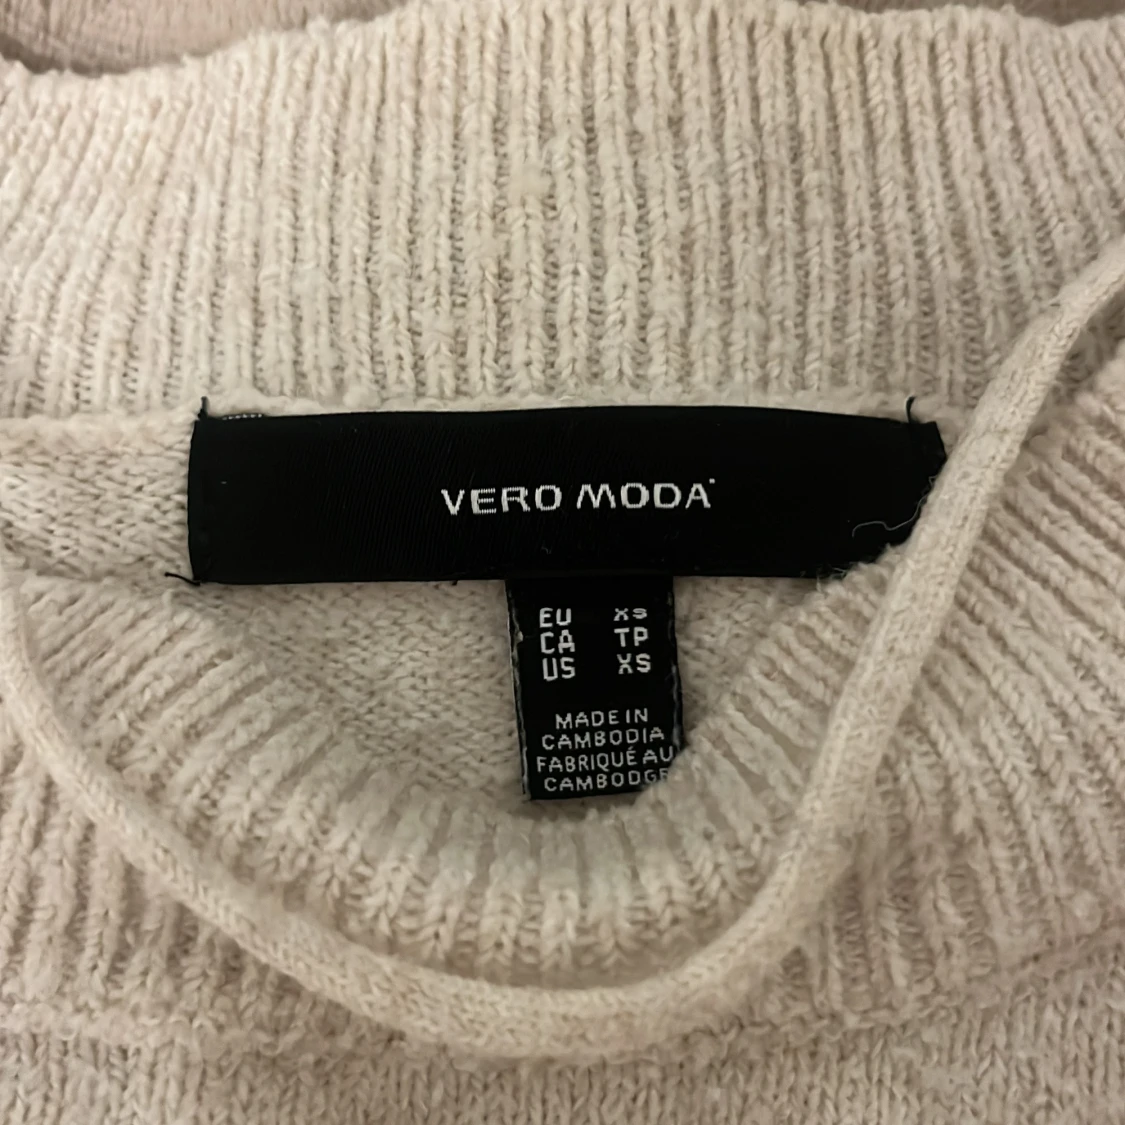 VERO MODA
EU XS
CA TP
US XS
MADE IN
CAMBODIA
FABRIQUÉ AU
CAMBODGE